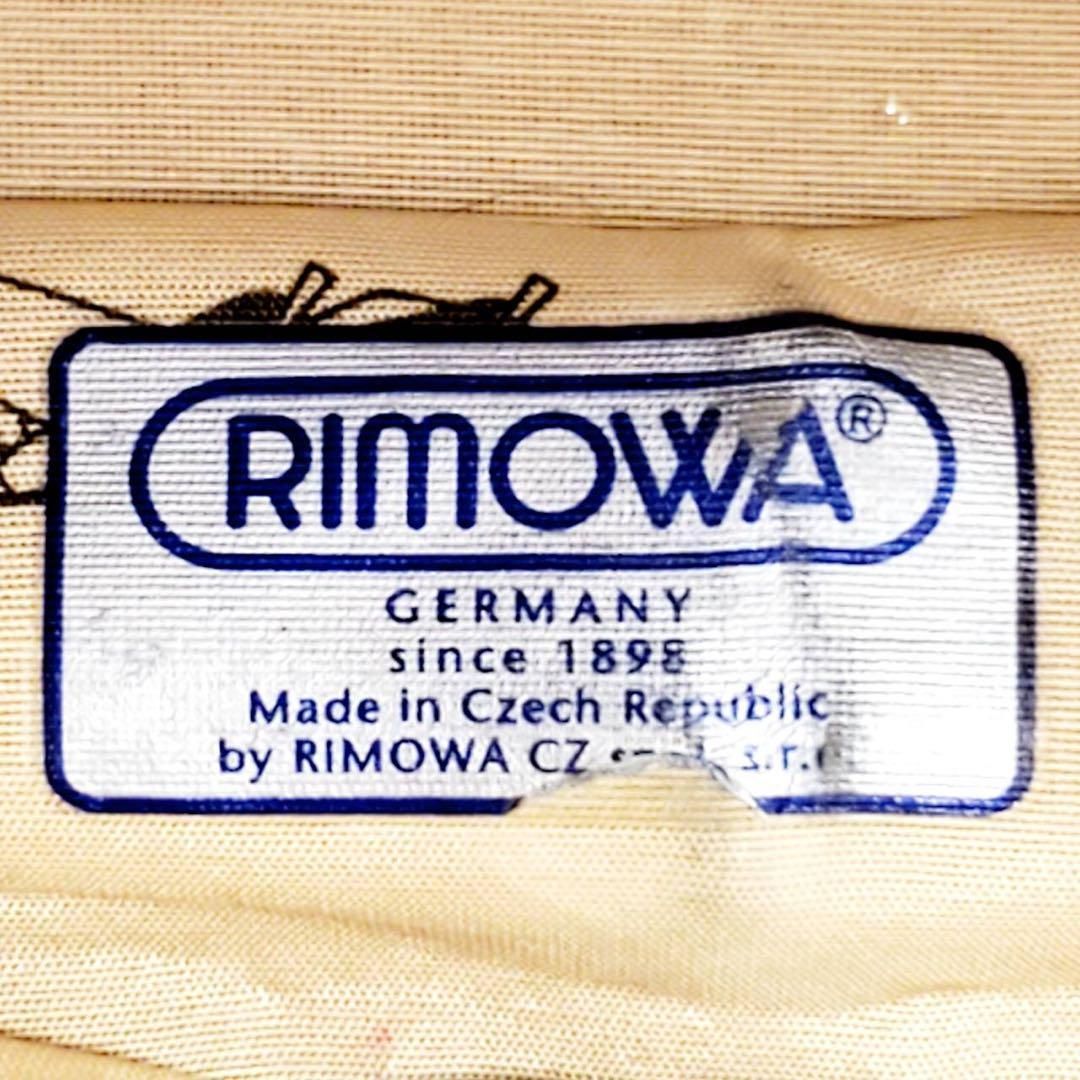 RIMOWA®
GERMANY
since 1898
Made in Czech Republic
by RIMOWA CZ s.r.